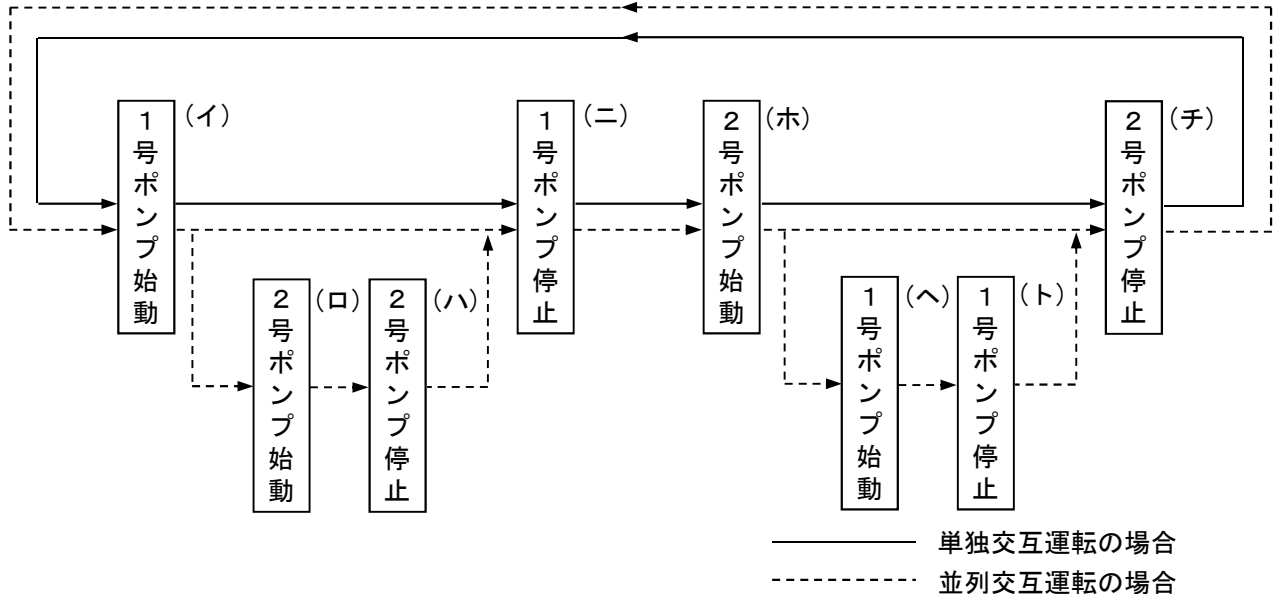 1号ポンプ始動
(イ)
1号ポンプ停止
(ニ)
2号ポンプ始動
(ホ)
2号ポンプ停止
(チ)
2号ポンプ始動
(ロ)
2号ポンプ停止
(ハ)
1号ポンプ始動
(ヘ)
1号ポンプ停止
(ト)
単独交互運転の場合
並列交互運転の場合